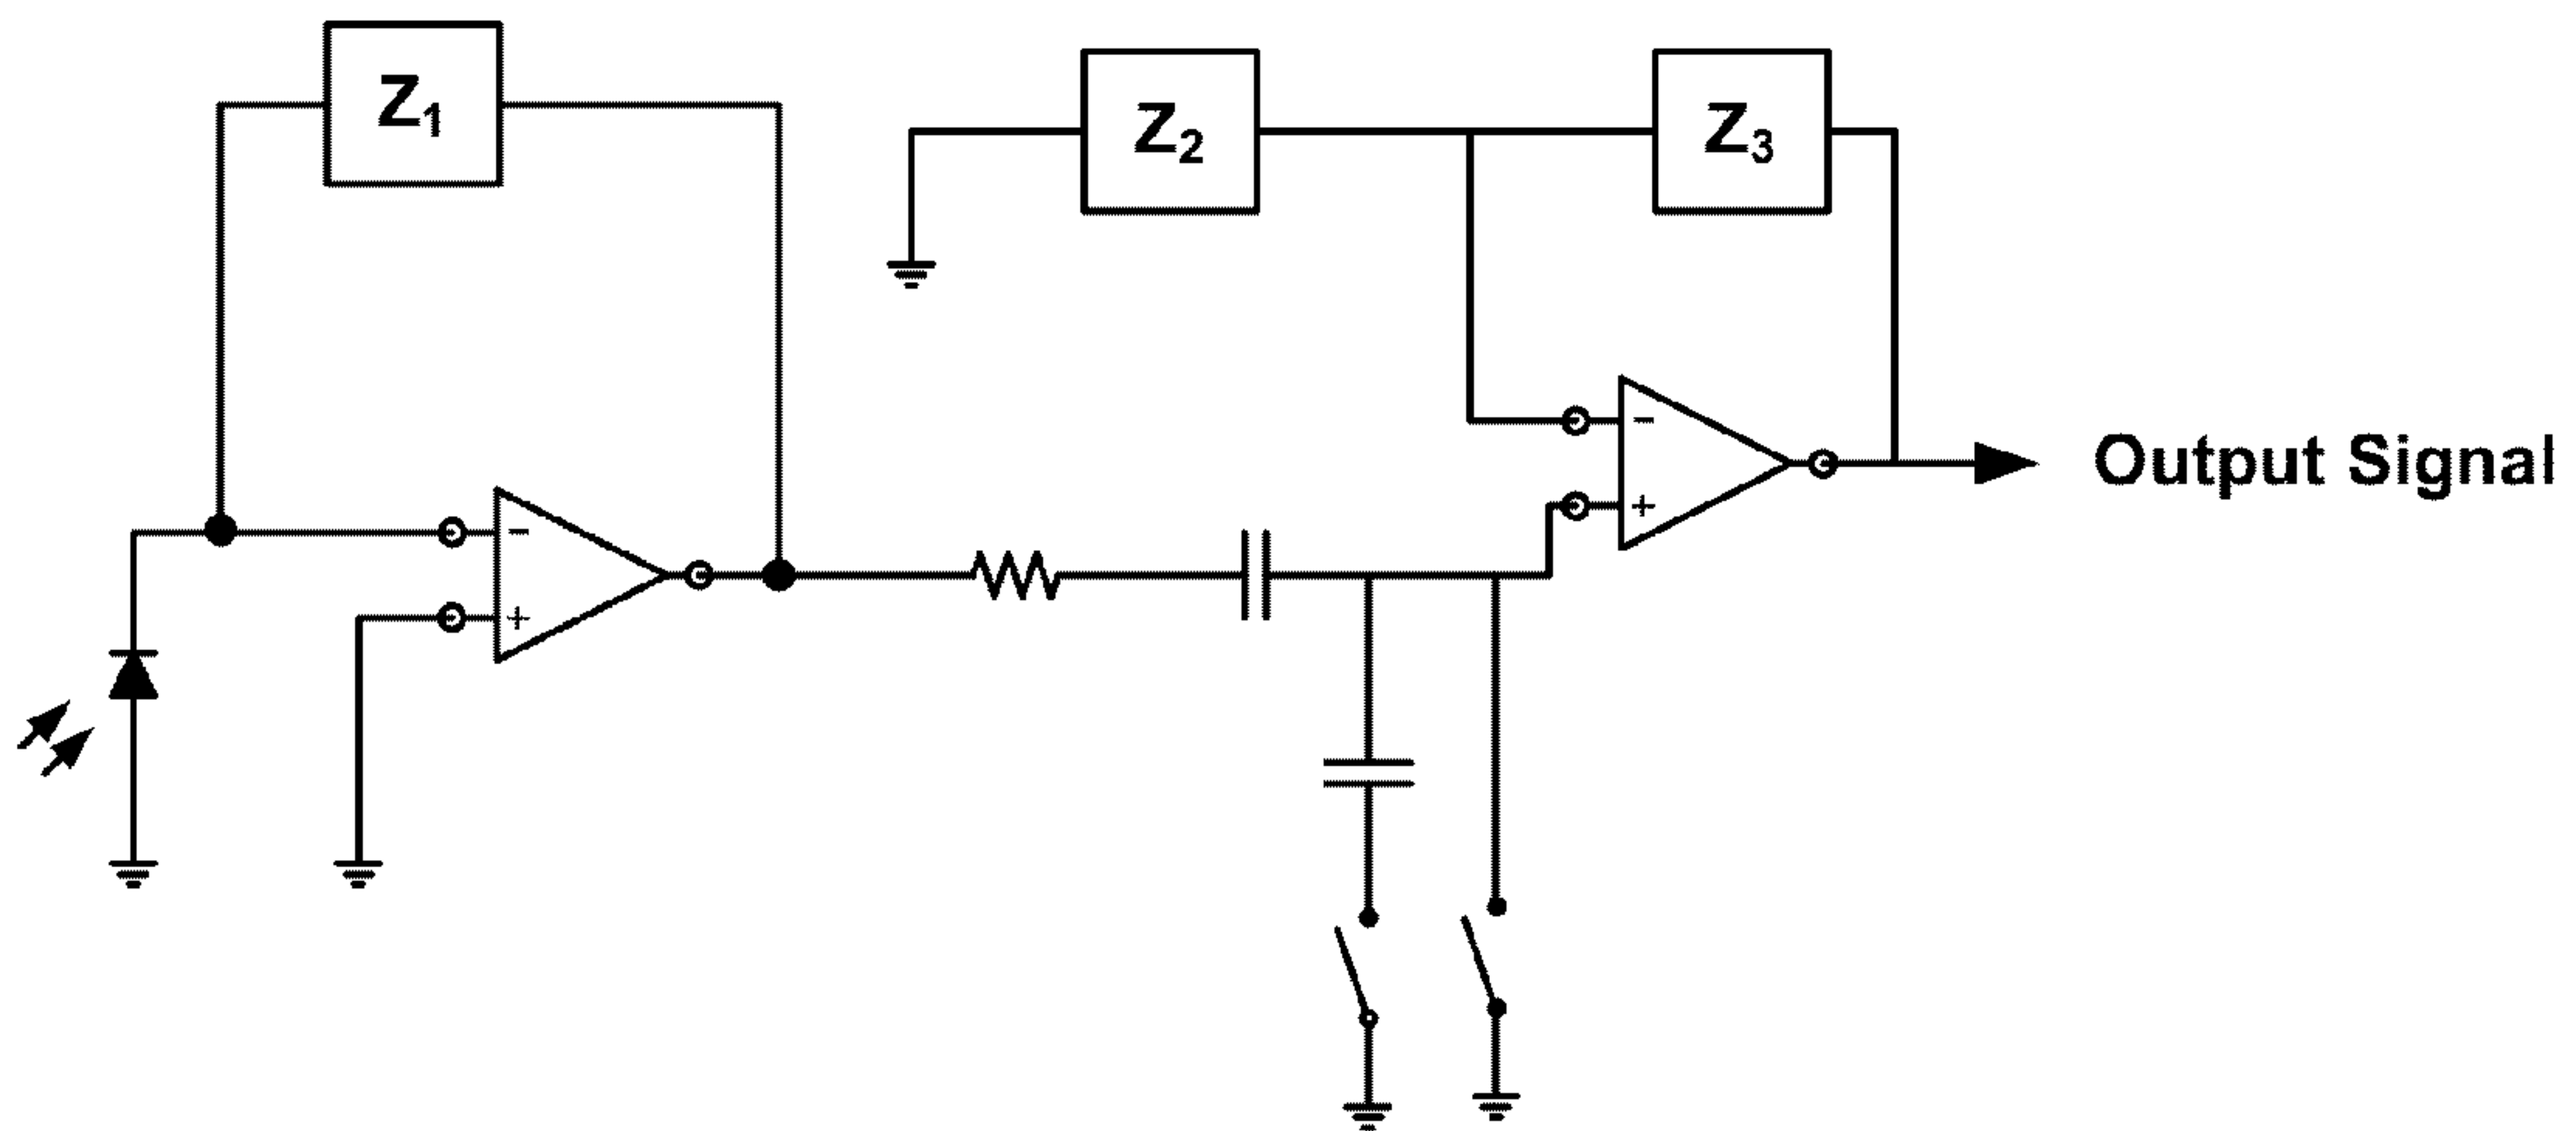 Z1
Z2
Z3
Output Signal
-
+
-
+